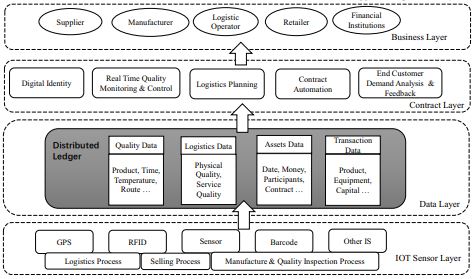 Supplier
Manufacturer
Logistic
Operator
Retailer
Financial
Institutions
Business Layer
Digital Identity
Real Time Quality
Monitoring & Control
Logistics Planning
Contract
Automation
End Customer
Demand Analysis &
Feedback
Contract Layer
Distributed
Ledger
Quality Data
Product, Time,
Temperature,
Route ...
Logistics Data
Physical
Quality,
Service
Quality
Assets Data
Date, Money,
Participants,
Contract ...
Transaction
Data
Product,
Equipment,
Capital ...
Data Layer
GPS
RFID
Sensor
Barcode
Other IS
Logistics Process
Selling Process
Manufacture & Quality Inspection Process
IOT Sensor Layer